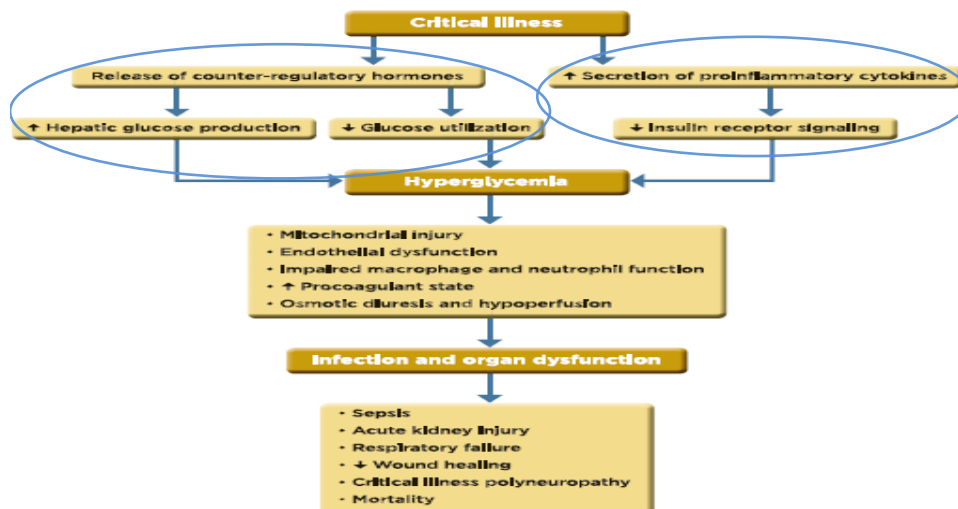 Critical Illness
Release of counter-regulatory hormones
↑ Secretion of proinflammatory cytokines
↑ Hepatic glucose production
↓ Glucose utilization
↓ Insulin receptor signaling
Hyperglycemia
• Mitochondrial injury
• Endothelial dysfunction
• Impaired macrophage and neutrophil function
• ↑ Procoagulant state
• Osmotic diuresis and hypoperfusion
Infection and organ dysfunction
• Sepsis
• Acute kidney injury
• Respiratory failure
• ↓ Wound healing
• Critical illness polyneuropathy
• Mortality